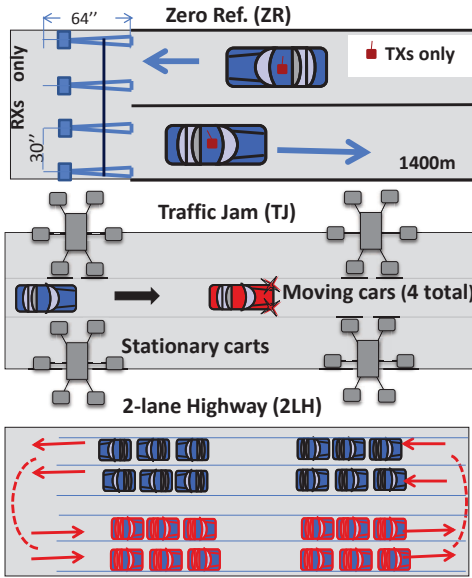 Zero Ref. (ZR)
64’’
RXs only
30’’
TXs only
1400m
Traffic Jam (TJ)
Moving cars (4 total)
Stationary carts
2-lane Highway (2LH)